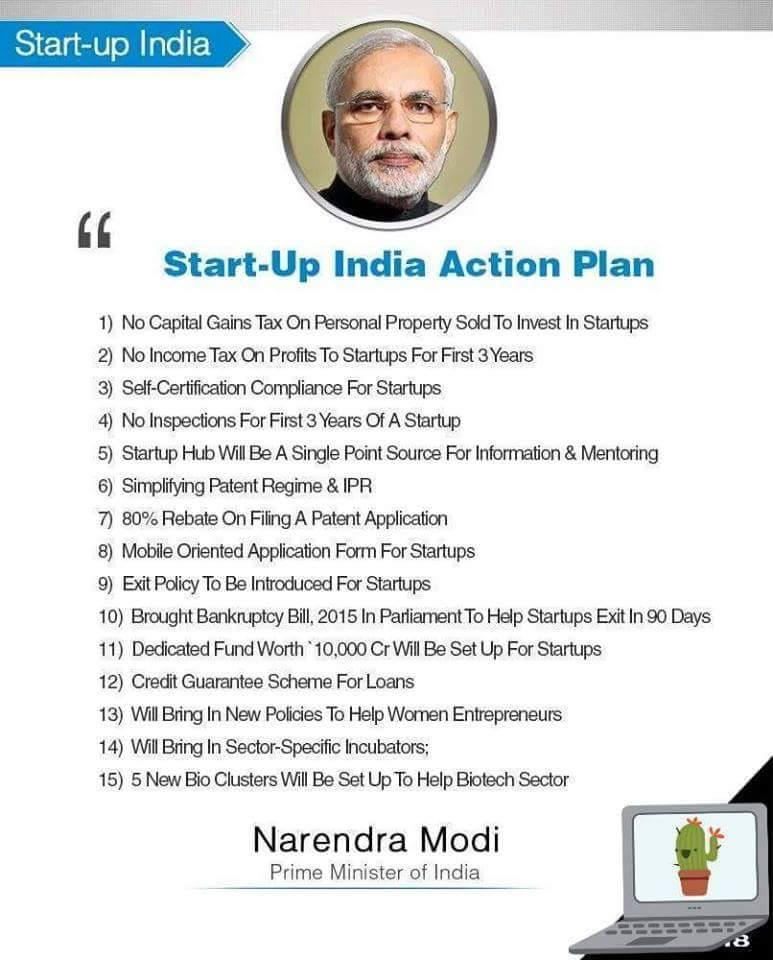 Start-up India
“
Start-Up India Action Plan
1) No Capital Gains Tax On Personal Property Sold To Invest In Startups
2) No Income Tax On Profits To Startups For First 3 Years
3) Self-Certification Compliance For Startups
4) No Inspections For First 3 Years Of A Startup
5) Startup Hub Will Be A Single Point Source For Information & Mentoring
6) Simplifying Patent Regime & IPR
7) 80% Rebate On Filing A Patent Application
8) Mobile Oriented Application Form For Startups
9) Exit Policy To Be Introduced For Startups
10) Brought Bankruptcy Bill, 2015 In Parliament To Help Startups Exit In 90 Days
11) Dedicated Fund Worth `10,000 Cr Will Be Set Up For Startups
12) Credit Guarantee Scheme For Loans
13) Will Bring In New Policies To Help Women Entrepreneurs
14) Will Bring In Sector-Specific Incubators;
15) 5 New Bio Clusters Will Be Set Up To Help Biotech Sector
Narendra Modi
Prime Minister of India